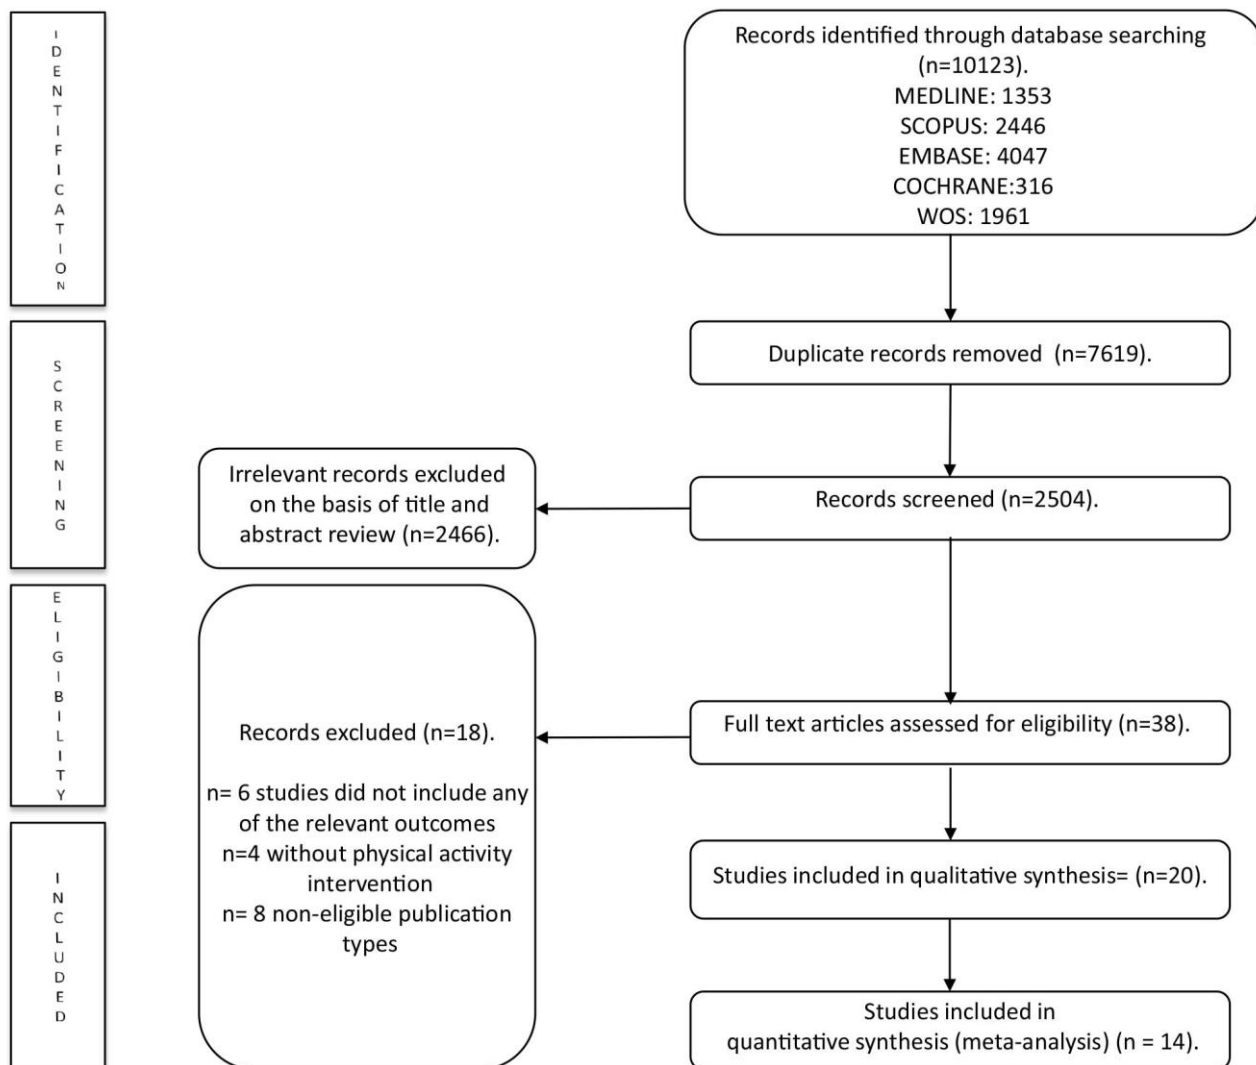 IDENTIFICATION
Records identified through database searching
(n=10123).
MEDLINE: 1353
SCOPUS: 2446
EMBASE: 4047
COCHRANE:316
WOS: 1961
SCREENING
Duplicate records removed (n=7619).
Irrelevant records excluded
on the basis of title and
abstract review (n=2466).
Records screened (n=2504).
ELIGIBILITY
Records excluded (n=18).
n= 6 studies did not include any
of the relevant outcomes
n=4 without physical activity
intervention
n= 8 non-eligible publication
types
Full text articles assessed for eligibility (n=38).
INCLUDED
Studies included in qualitative synthesis= (n=20).
Studies included in
quantitative synthesis (meta-analysis) (n = 14).